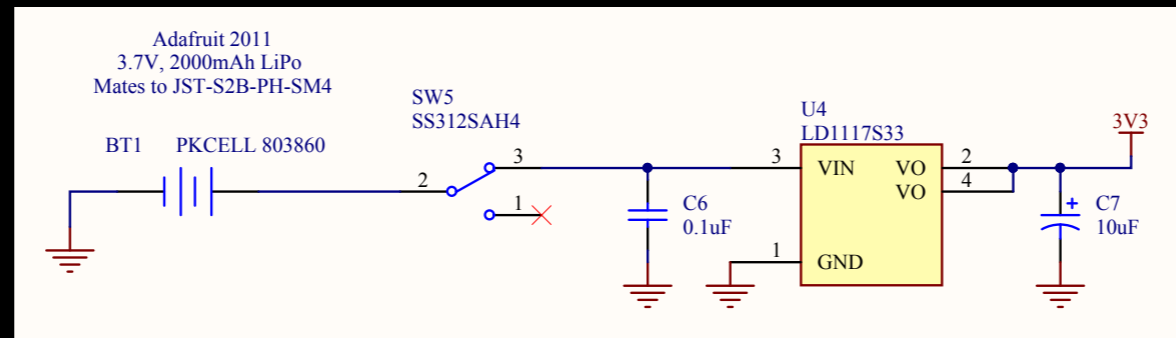 Adafruit 2011
3.7V, 2000mAh LiPo
Mates to JST-S2B-PH-SM4
BT1 PKCELL 803860
SW5
SS312SAH4
2
3
1
C6
0.1uF
U4
LD1117S33
3 VIN VO 2
VO 4
1 GND
3V3
+ C7
10uF